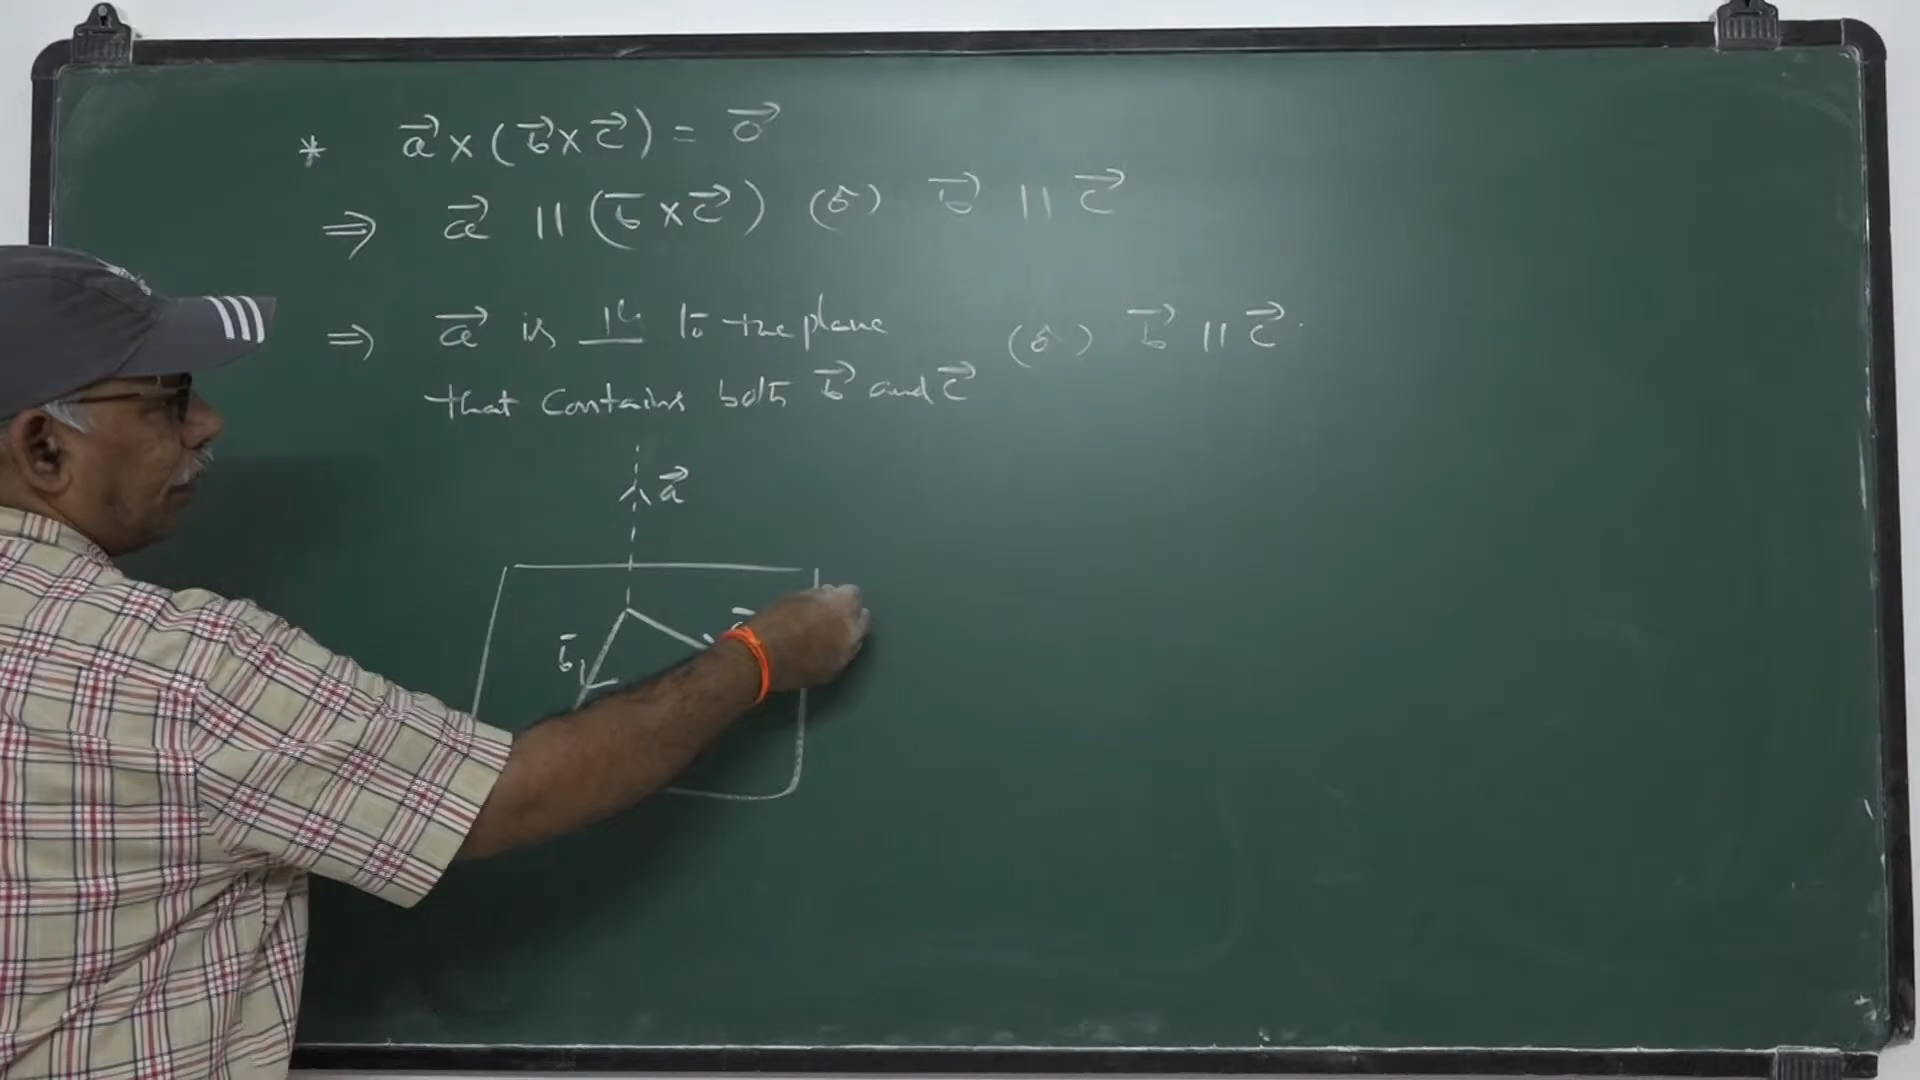 * a⃗ × (b⃗ × c⃗) = 0⃗
⇒ a⃗ || (b̄ × c⃗) (or) b⃗ || c⃗
⇒ a⃗ is ⊥r to the plane (or) b⃗ || c⃗.
that contains both b⃗ and c⃗
a⃗
b̄